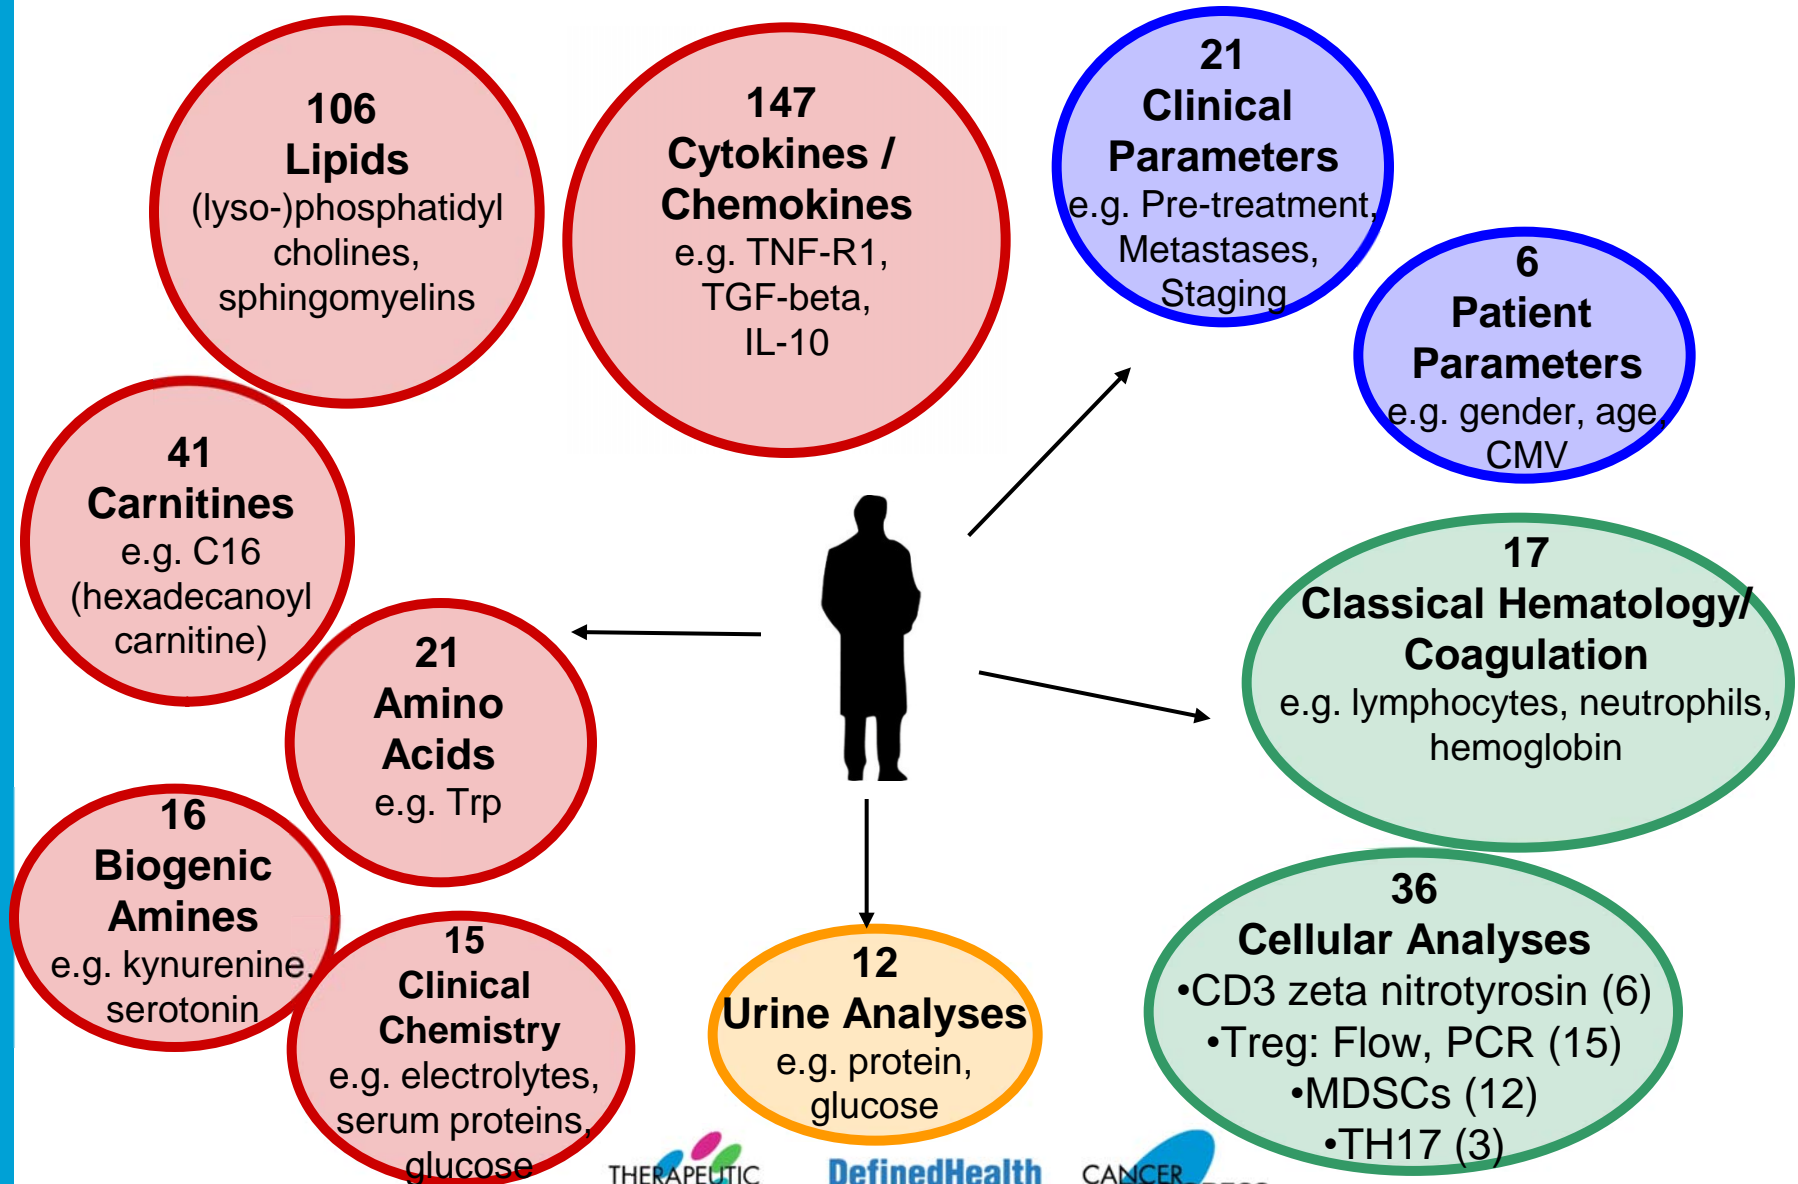 106
Lipids
(lyso-)phosphatidyl
cholines,
sphingomyelins
147
Cytokines /
Chemokines
e.g. TNF-R1,
TGF-beta,
IL-10
21
Clinical
Parameters
e.g. Pre-treatment,
Metastases,
Staging
6
Patient
Parameters
e.g. gender, age,
CMV
41
Carnitines
e.g. C16
(hexadecanoyl
carnitine)
21
Amino
Acids
e.g. Trp
17
Classical Hematology/
Coagulation
e.g. lymphocytes, neutrophils,
hemoglobin
16
Biogenic
Amines
e.g. kynurenine,
serotonin
15
Clinical
Chemistry
e.g. electrolytes,
serum proteins,
glucose
12
Urine Analyses
e.g. protein,
glucose
36
Cellular Analyses
•CD3 zeta nitrotyrosin (6)
•Treg: Flow, PCR (15)
•MDSCs (12)
•TH17 (3)
THERAPEUTIC
DefinedHealth
CANCER